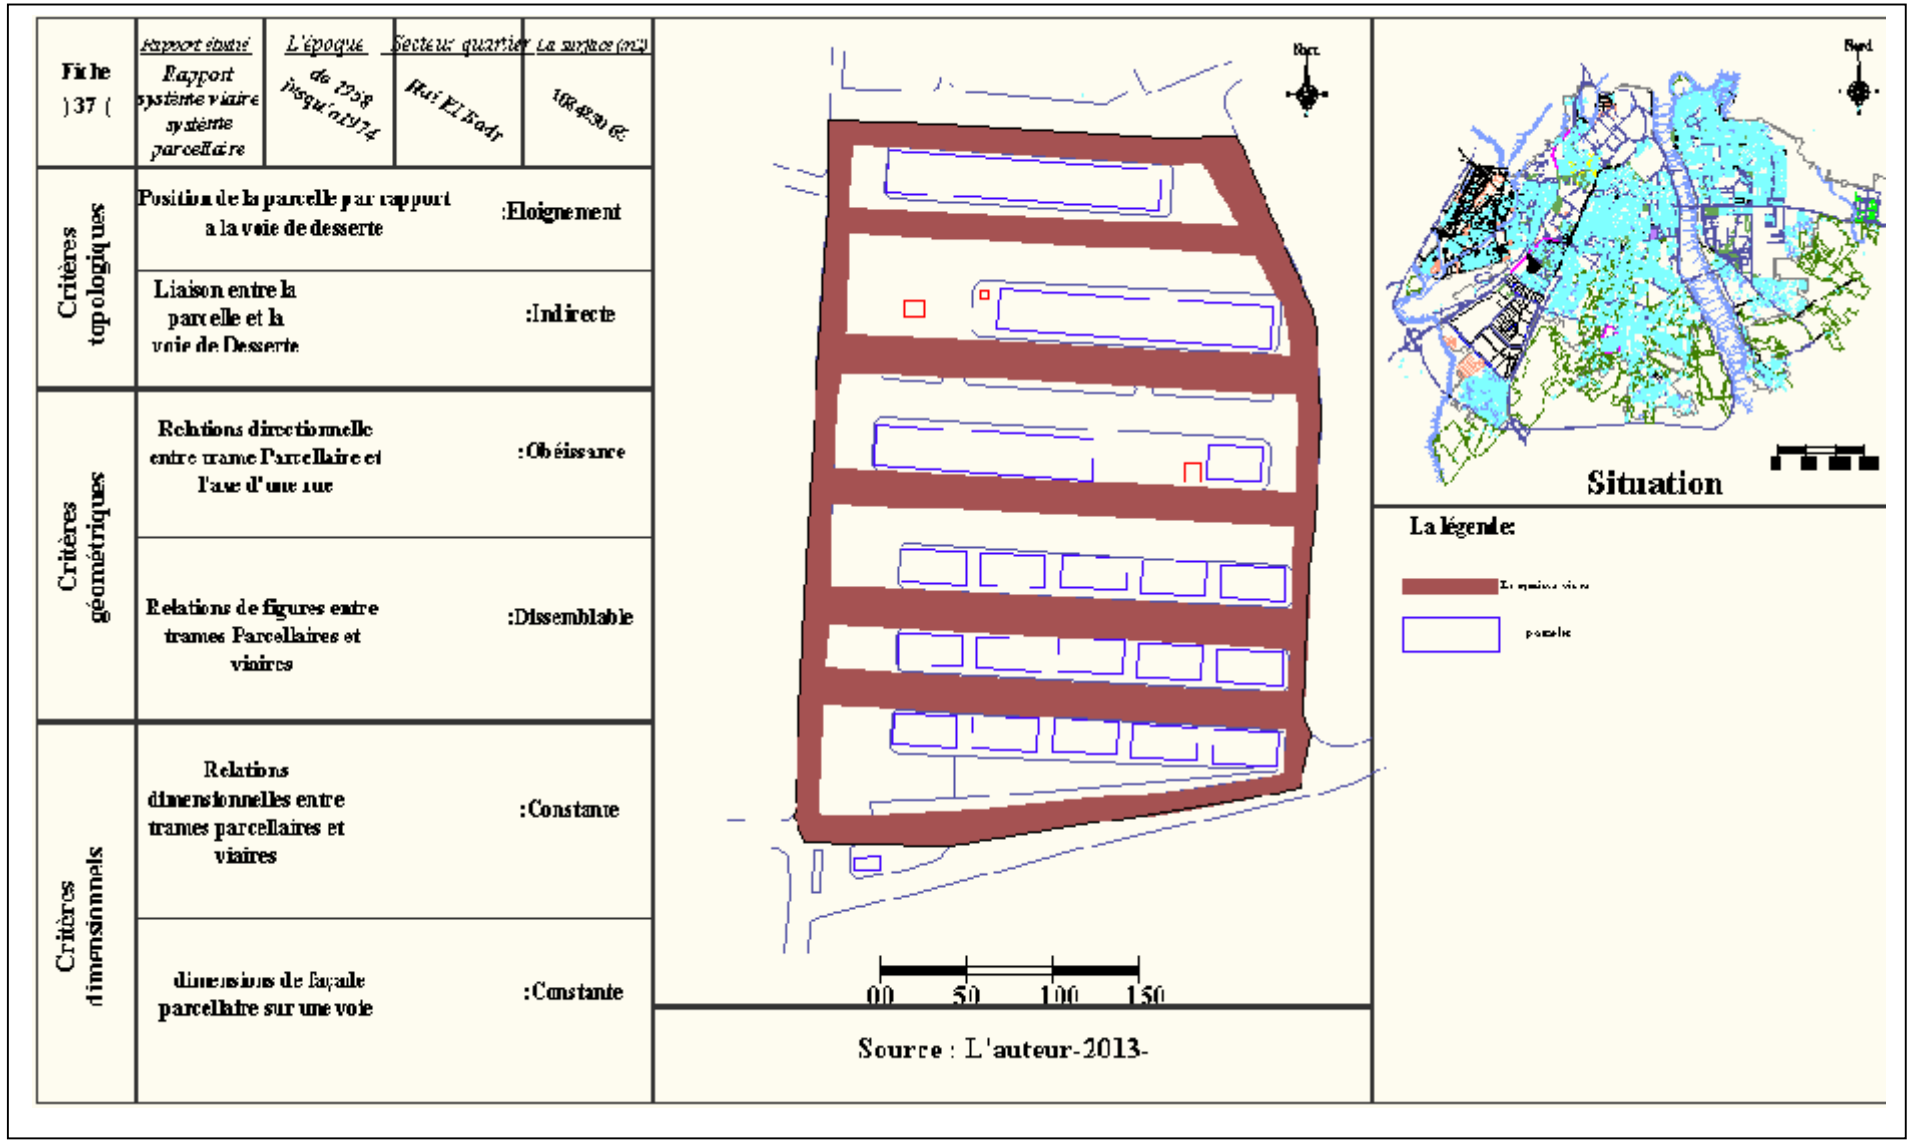 Fiche
)37 (
Rapport étudié
Rapport
système viaire
système
parcellaire
L'époque
de 1958
jusqu'a1974
Secteur quartier
Hai El Badr
La surface (m2)
Critères
topologiques
Position de la parcelle par rapport
a la voie de desserte
:Eloignement
Liaison entre la
parcelle et la
voie de Desserte
:Indirecte
Critères
géométriques
Relations directionnelle
entre trame Parcellaire et
l'axe d'une rue
:Obéissance
Relations de figures entre
trames Parcellaires et
viaires
:Dissemblable
Critères
dimensionnels
Relations
dimensionnelles entre
trames parcellaires et
viaires
:Constante
dimensions de façade
parcellaire sur une voie
:Constante
Nord
00 50 100 150
Source : L'auteur-2013-
Nord
Situation
La légende:
parcelle